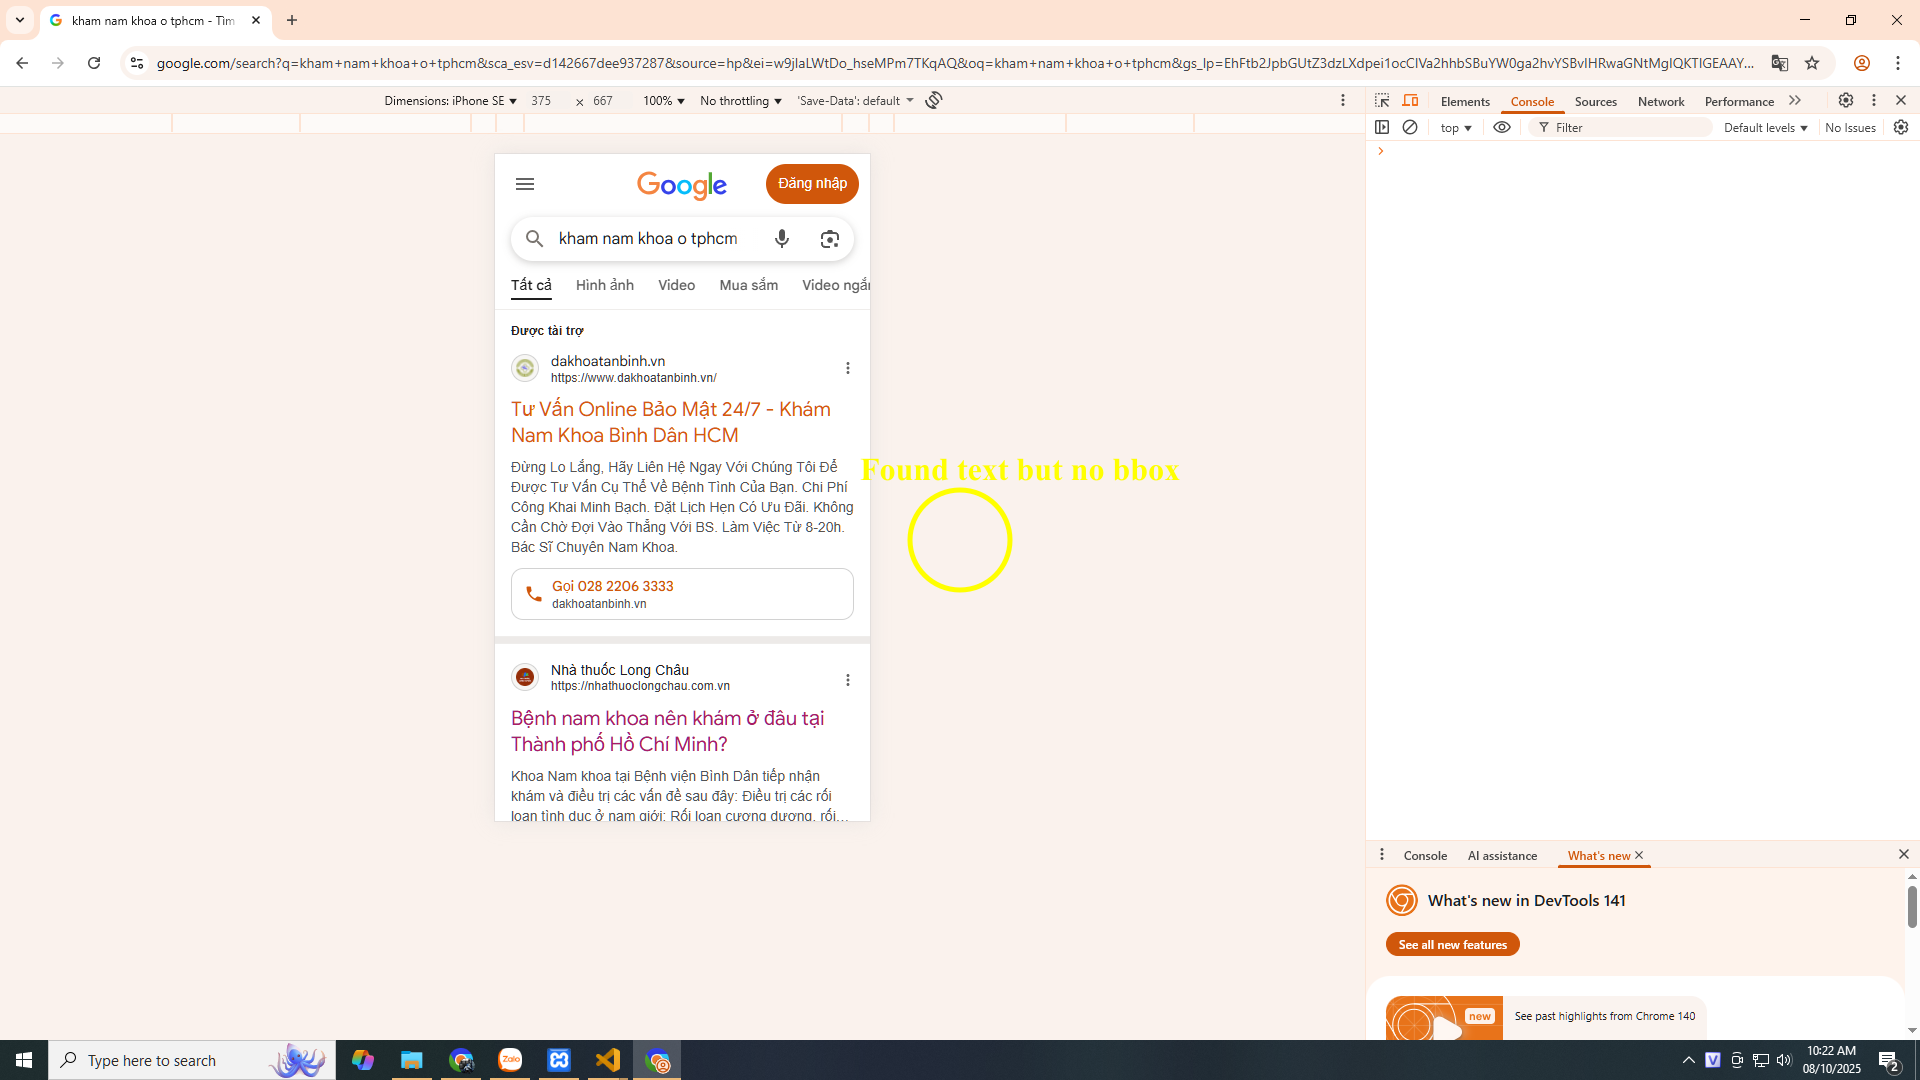 kham nam khoa o tphcm - Tìm
google.com/search?q=kham+nam+khoa+o+tphcm&sca_esv=d142667dee937287&source=hp&ei=w9jlaLWtDo_hseMPm7TKqAQ&oq=kham+nam+khoa+o+tphcm&gs_lp=EhFtb2JpbGUtZ3dzLXdpei1ocCIVa2hhbSBuYW0ga2hvYSBvIHRwaGNtMgIQKTIGEAAY...
Dimensions: iPhone SE 375 × 667 100% No throttling 'Save-Data': default
Elements Console Sources Network Performance
top Filter Default levels No Issues
Google
Đăng nhập
kham nam khoa o tphcm
Tất cả Hình ảnh Video Mua sắm Video ngắn
Được tài trợ
dakhoatanbinh.vn
https://www.dakhoatanbinh.vn/
Tư Vấn Online Bảo Mật 24/7 - Khám
Nam Khoa Bình Dân HCM
Đừng Lo Lắng, Hãy Liên Hệ Ngay Với Chúng Tôi Để
Được Tư Vấn Cụ Thể Về Bệnh Tình Của Bạn. Chi Phí
Công Khai Minh Bạch. Đặt Lịch Hẹn Có Ưu Đãi. Không
Cần Chờ Đợi Vào Thẳng Với BS. Làm Việc Từ 8-20h.
Bác Sĩ Chuyên Nam Khoa.
Gọi 028 2206 3333
dakhoatanbinh.vn
Found text but no bbox
Nhà thuốc Long Châu
https://nhathuoclongchau.com.vn
Bệnh nam khoa nên khám ở đâu tại
Thành phố Hồ Chí Minh?
Khoa Nam khoa tại Bệnh viện Bình Dân tiếp nhận
khám và điều trị các vấn đề sau đây: Điều trị các rối
loạn tình dục ở nam giới: Rối loạn cương dương, rối...
Console AI assistance What's new
What's new in DevTools 141
See all new features
new
See past highlights from Chrome 140
Type here to search
Zalo
V
10:22 AM
08/10/2025
2